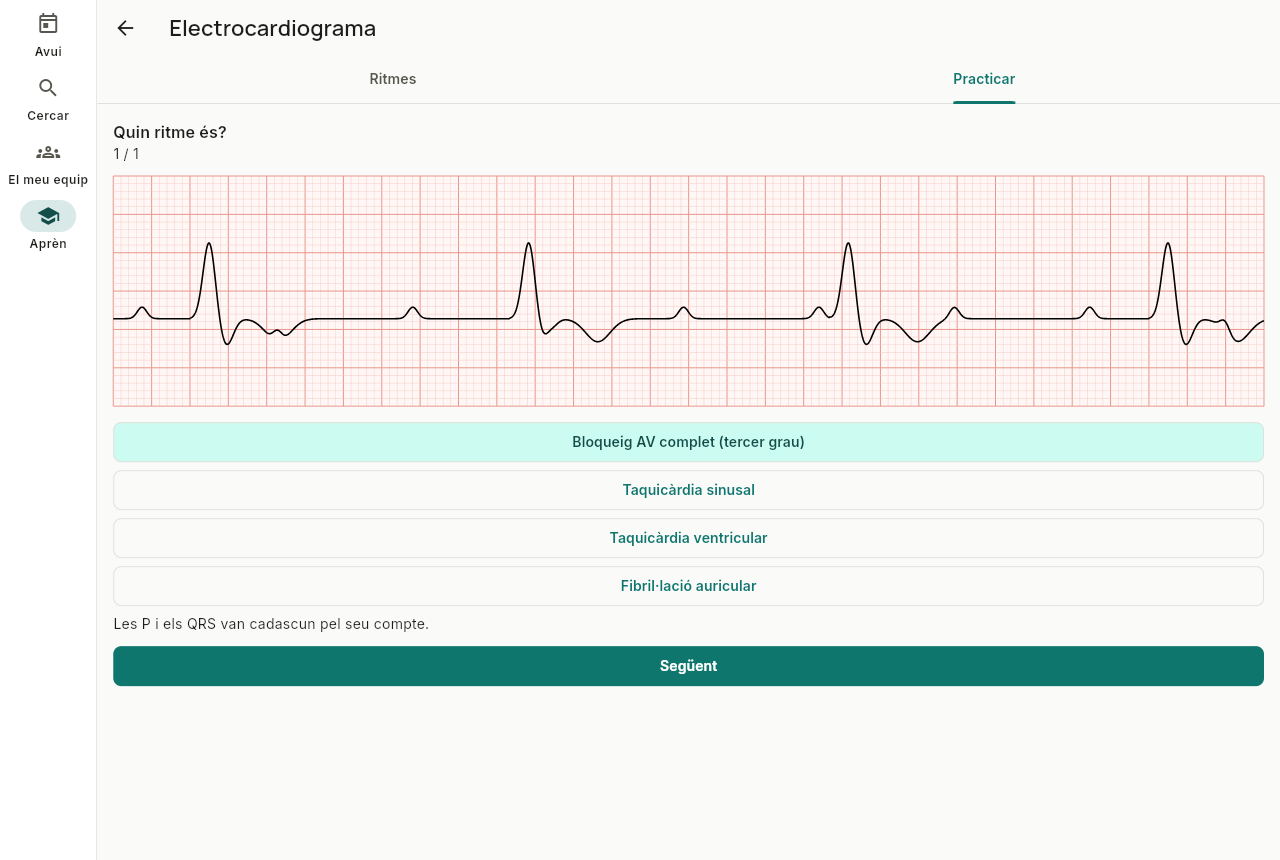 Avui
Cercar
El meu equip
Aprèn
Electrocardiograma
Ritmes
Practicar
Quin ritme és?
1 / 1
Bloqueig AV complet (tercer grau)
Taquicàrdia sinusal
Taquicàrdia ventricular
Fibril·lació auricular
Les P i els QRS van cadascun pel seu compte.
Següent